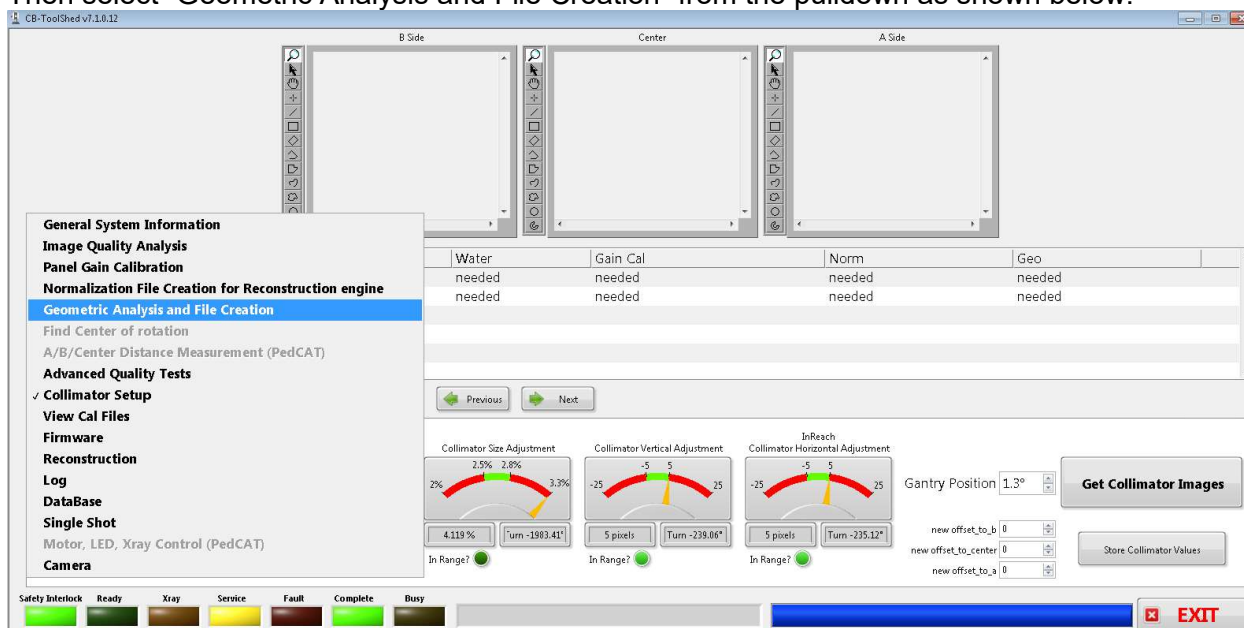 Then select "Geometric Analysis and File Creation" from the pulldown as shown below.
CB-ToolShed v7.1.0.12
B Side
Center
A Side
General System Information
Image Quality Analysis
Panel Gain Calibration
Normalization File Creation for Reconstruction engine
Geometric Analysis and File Creation
Find Center of rotation
A/B/Center Distance Measurement (PedCAT)
Advanced Quality Tests
✓ Collimator Setup
View Cal Files
Firmware
Reconstruction
Log
DataBase
Single Shot
Motor, LED, Xray Control (PedCAT)
Camera
Water Gain Cal Norm Geo
needed needed needed needed
needed needed needed needed
Previous Next
Collimator Size Adjustment
2.5% 2.8%
2% 3.3%
4.119 % Turn -1983.41°
In Range?
Collimator Vertical Adjustment
-5 5
-25 25
5 pixels Turn -239.06°
In Range?
InReach
Collimator Horizontal Adjustment
-5 5
-25 25
5 pixels Turn -235.12°
In Range?
Gantry Position 1.3°
Get Collimator Images
new offset_to_b 0
new offset_to_center 0
new offset_to_a 0
Store Collimator Values
Safety Interlock Ready Xray Service Fault Complete Busy
EXIT